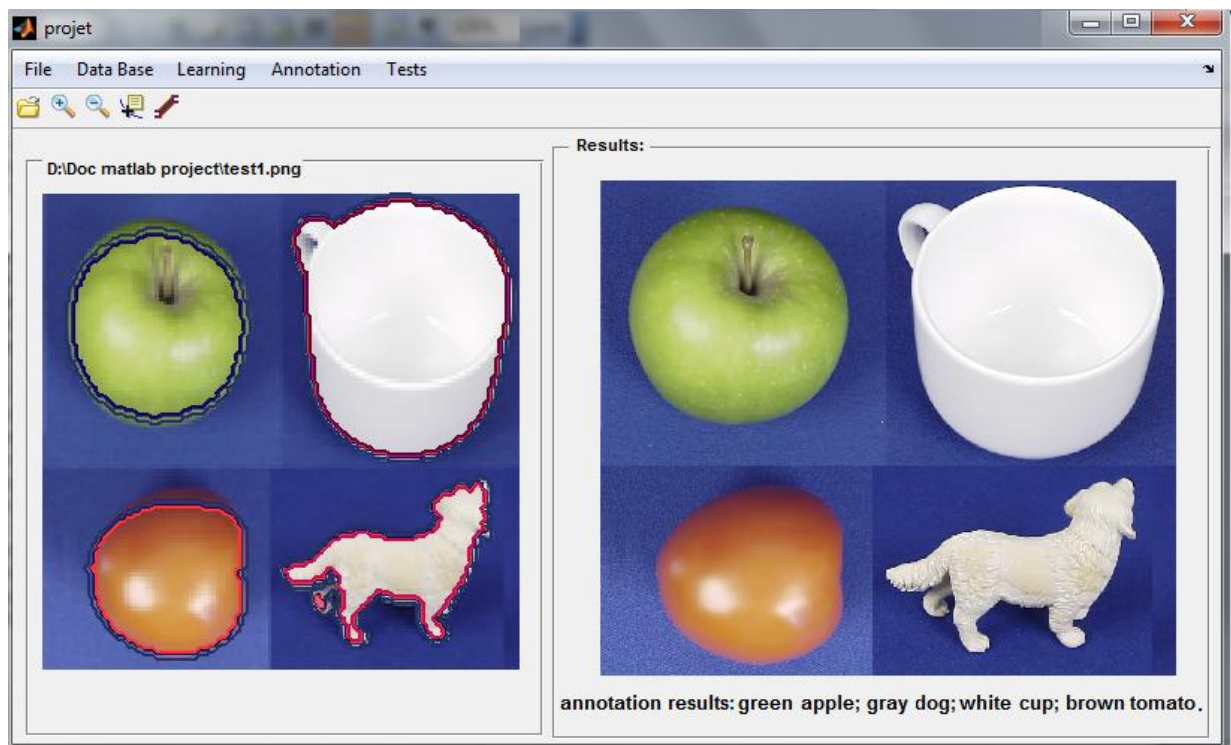 projet
File Data Base Learning Annotation Tests
D:\Doc matlab project\test1.png
Results:
annotation results: green apple; gray dog; white cup; brown tomato.